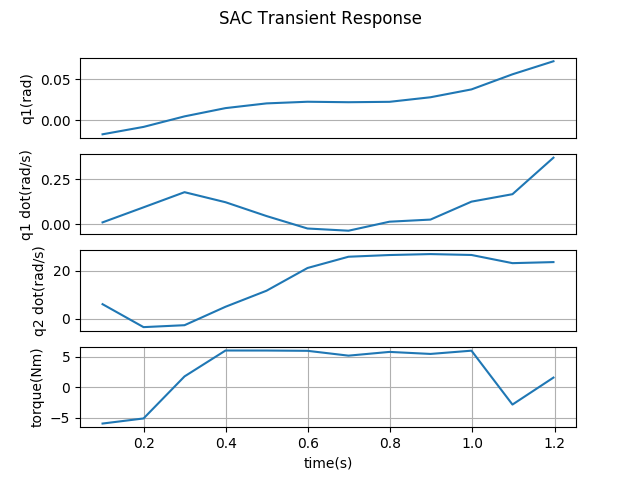 SAC Transient Response
q1(rad)
0.05
0.00
q1 dot(rad/s)
0.25
0.00
q2 dot(rad/s)
20
0
torque(Nm)
5
0
−5
0.2 0.4 0.6 0.8 1.0 1.2
time(s)